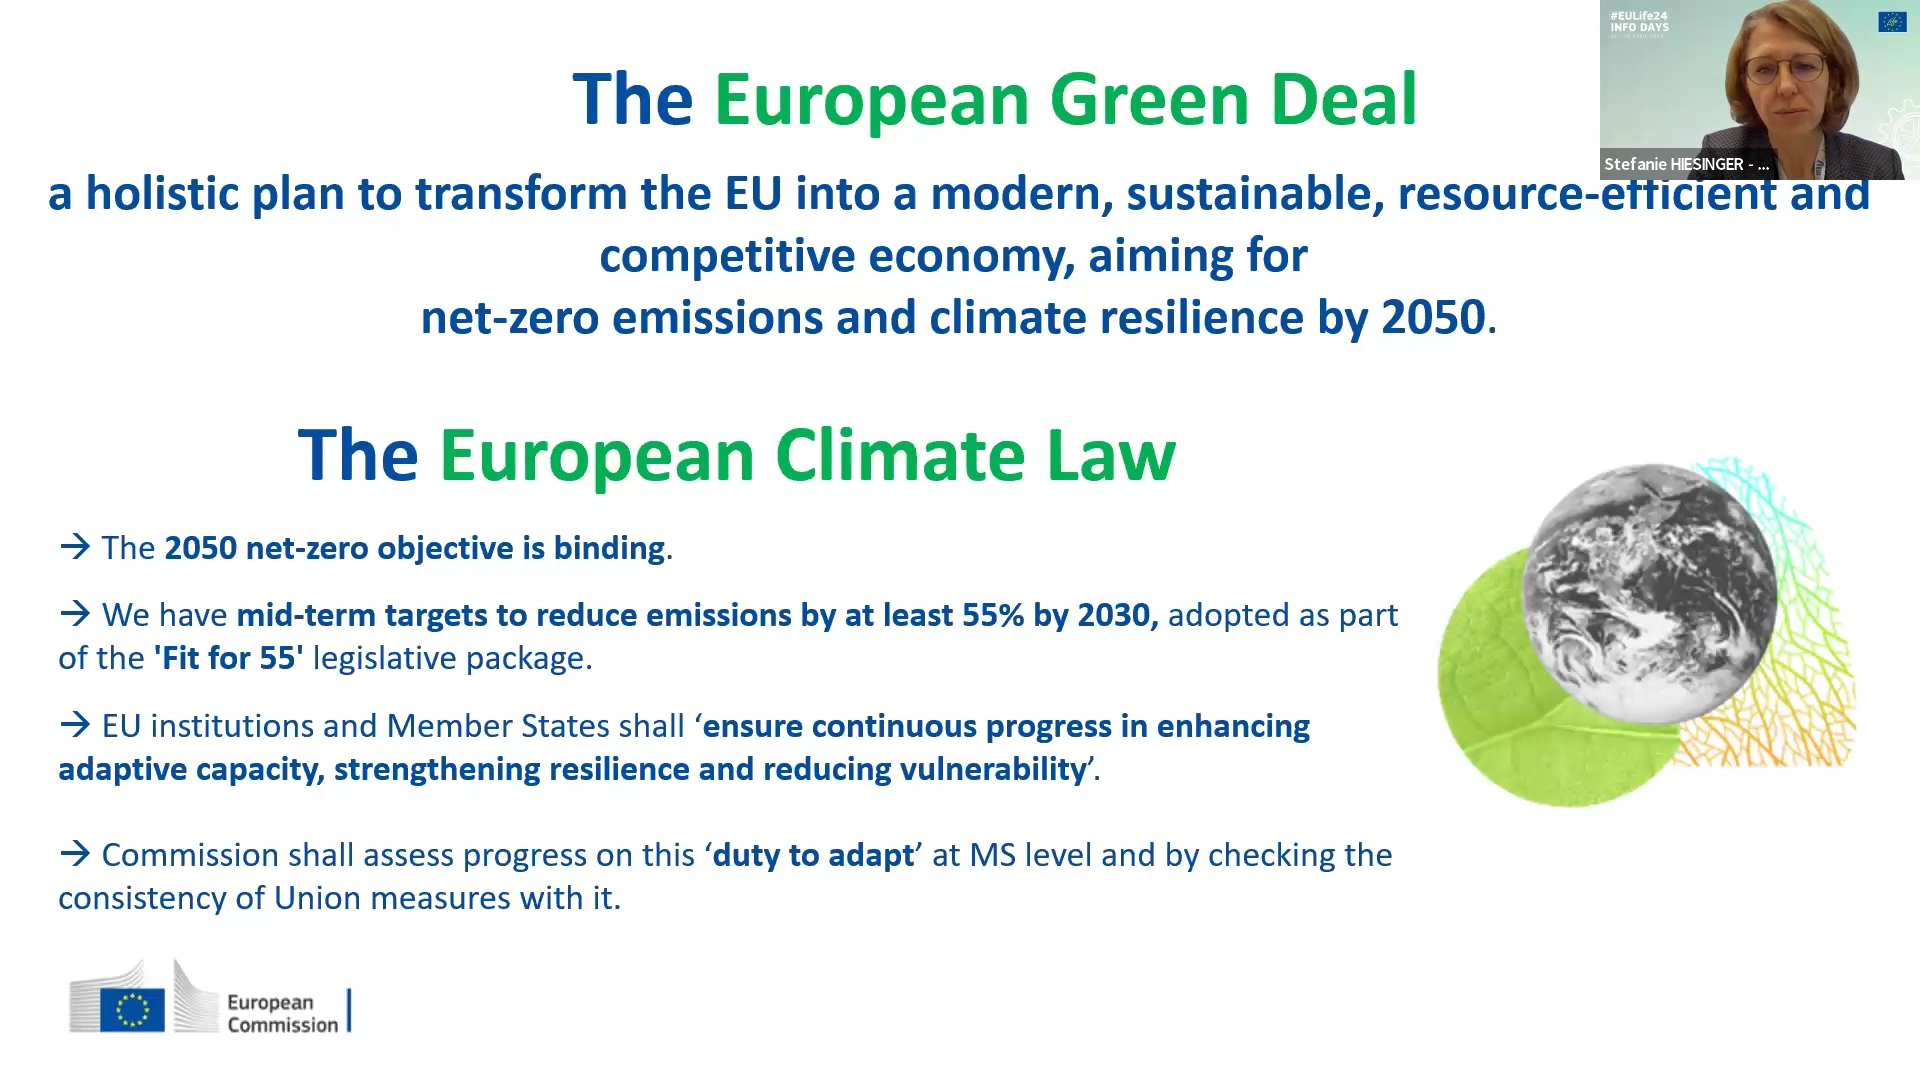 #EULife24
INFO DAYS
Stefanie HIESINGER - ...
The European Green Deal
a holistic plan to transform the EU into a modern, sustainable, resource-efficient and
competitive economy, aiming for
net-zero emissions and climate resilience by 2050.
The European Climate Law
→ The 2050 net-zero objective is binding.
→ We have mid-term targets to reduce emissions by at least 55% by 2030, adopted as part
of the 'Fit for 55' legislative package.
→ EU institutions and Member States shall ‘ensure continuous progress in enhancing
adaptive capacity, strengthening resilience and reducing vulnerability’.
→ Commission shall assess progress on this ‘duty to adapt’ at MS level and by checking the
consistency of Union measures with it.
European
Commission